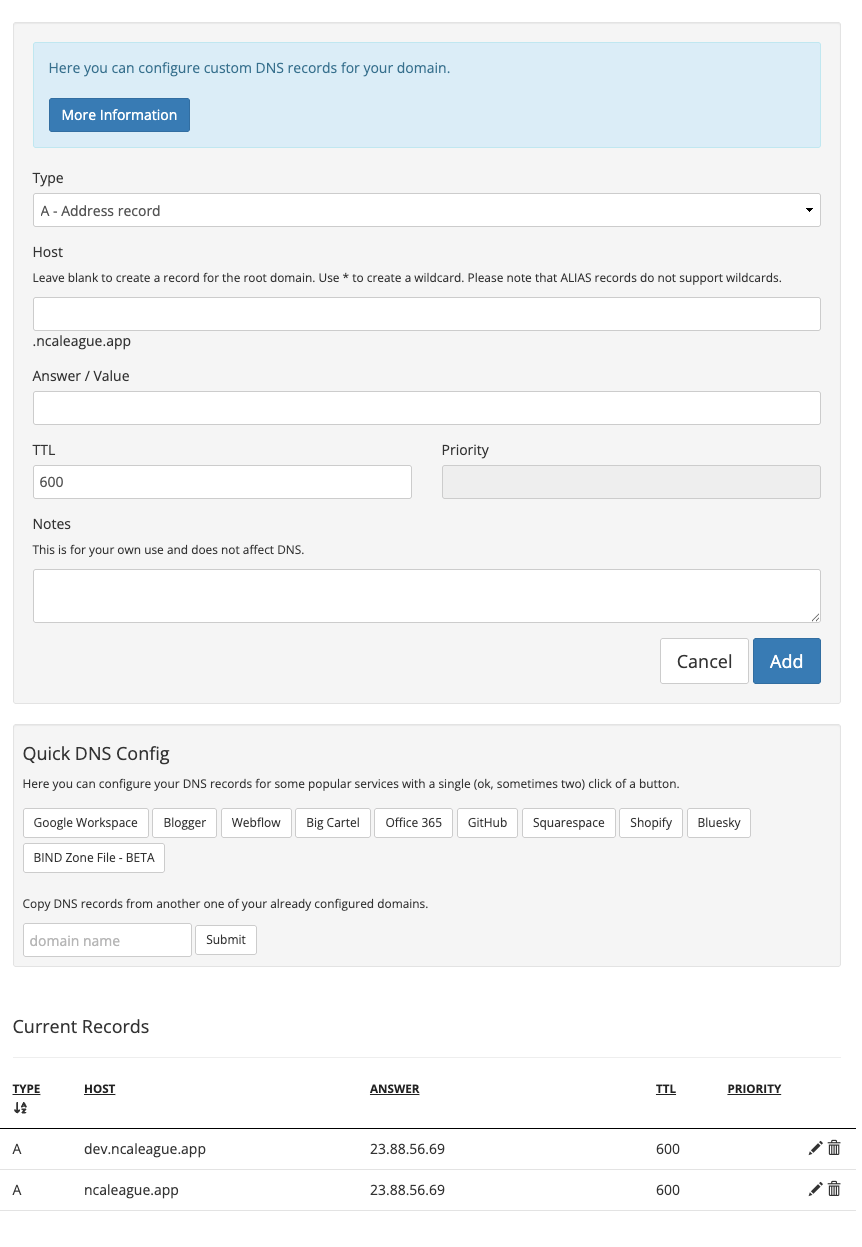 Here you can configure custom DNS records for your domain.
More Information
Type
A - Address record
Host
Leave blank to create a record for the root domain. Use * to create a wildcard. Please note that ALIAS records do not support wildcards.
.ncaleague.app
Answer / Value
TTL Priority
600
Notes
This is for your own use and does not affect DNS.
Cancel Add
Quick DNS Config
Here you can configure your DNS records for some popular services with a single (ok, sometimes two) click of a button.
Google Workspace Blogger Webflow Big Cartel Office 365 GitHub Squarespace Shopify Bluesky
BIND Zone File - BETA
Copy DNS records from another one of your already configured domains.
domain name Submit
Current Records
TYPE HOST ANSWER TTL PRIORITY
A dev.ncaleague.app 23.88.56.69 600
A ncaleague.app 23.88.56.69 600